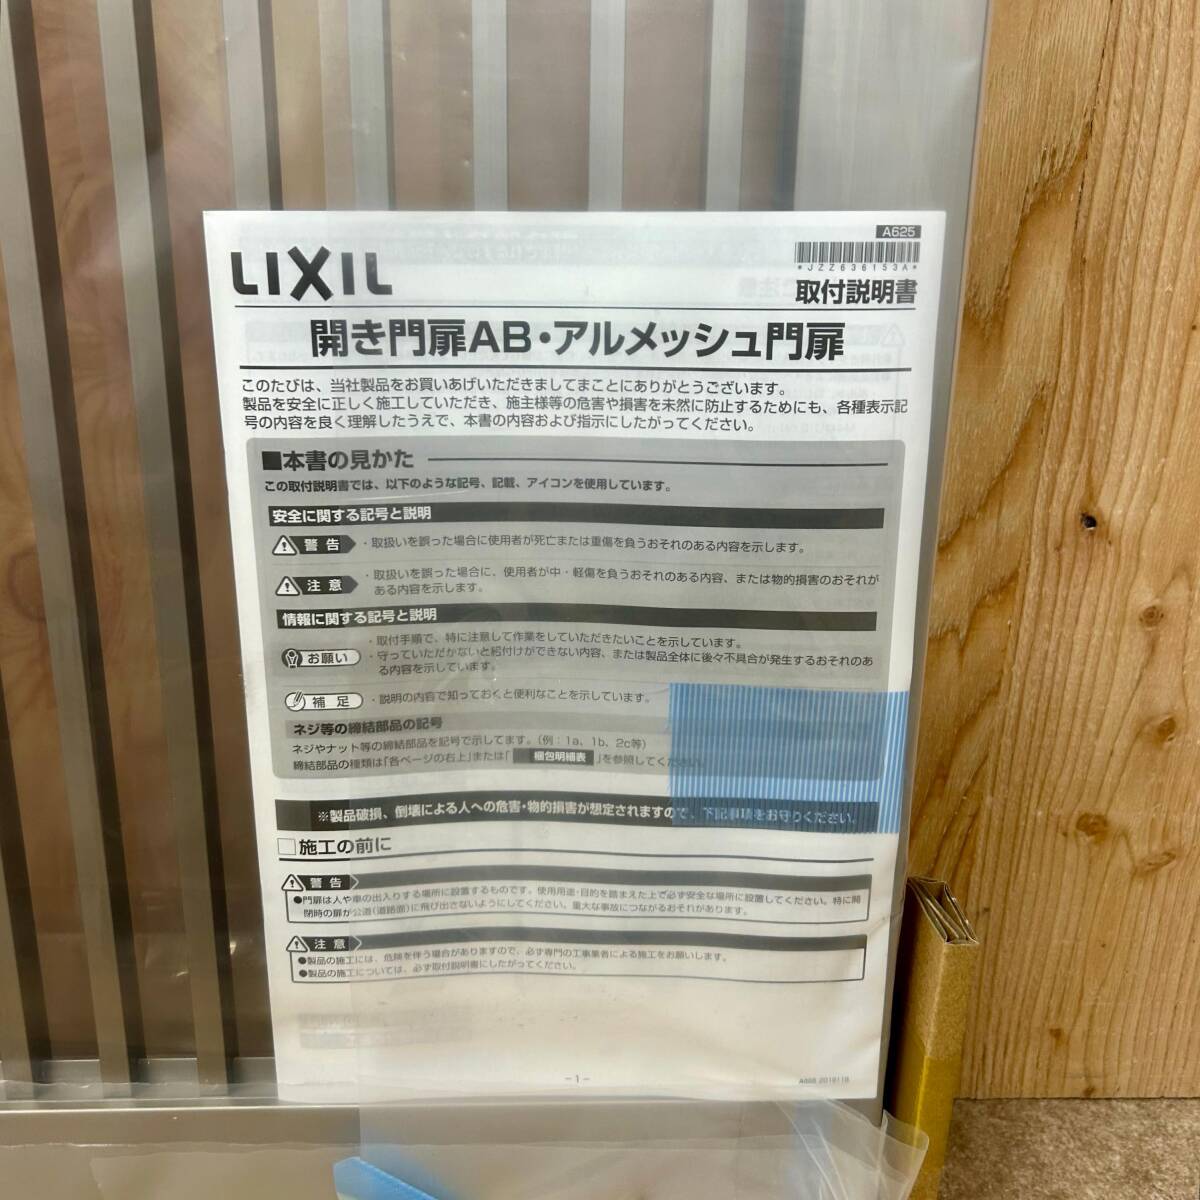 A625
LIXIL
*JZZ636153A*
取付説明書
開き門扉AB・アルメッシュ門扉
このたびは、当社製品をお買いあげいただきましてまことにありがとうございます。
製品を安全に正しく施工していただき、施主様等の危害や損害を未然に防止するためにも、各種表示記
号の内容を良く理解したうえで、本書の内容および指示にしたがってください。
■本書の見かた
この取付説明書では、以下のような記号、記載、アイコンを使用しています。
安全に関する記号と説明
警告 ・取扱いを誤った場合に使用者が死亡または重傷を負うおそれのある内容を示します。
注意 ・取扱いを誤った場合に、使用者が中・軽傷を負うおそれのある内容、または物的損害のおそれが
ある内容を示します。
情報に関する記号と説明
・取付手順で、特に注意して作業をしていただきたいことを示しています。
お願い ・守っていただかないと組付けができない内容、または製品全体に後々不具合が発生するおそれのあ
る内容を示しています。
補足 ・説明の内容で知っておくと便利なことを示しています。
ネジ等の締結部品の記号
ネジやナット等の締結部品を記号で示してます。(例：1a、1b、2c等)
締結部品の種類は「各ページの右上」または「梱包明細表」を参照してください。
※製品破損、倒壊による人への危害・物的損害が想定されますので、下記事項をお守りください。
□施工の前に
警告
●門扉は人や車の出入りする場所に設置するものです。使用用途・目的を踏まえた上で必ず安全な場所に設置してください。特に開
閉時の扉が公道(道路面)に飛び出さないようにしてください。重大な事故につながるおそれがあります。
注意
●製品の施工には、危険を伴う場合がありますので、必ず専門の工事業者による施工をお願いします。
●製品の施工については、必ず取付説明書にしたがってください。
-1-